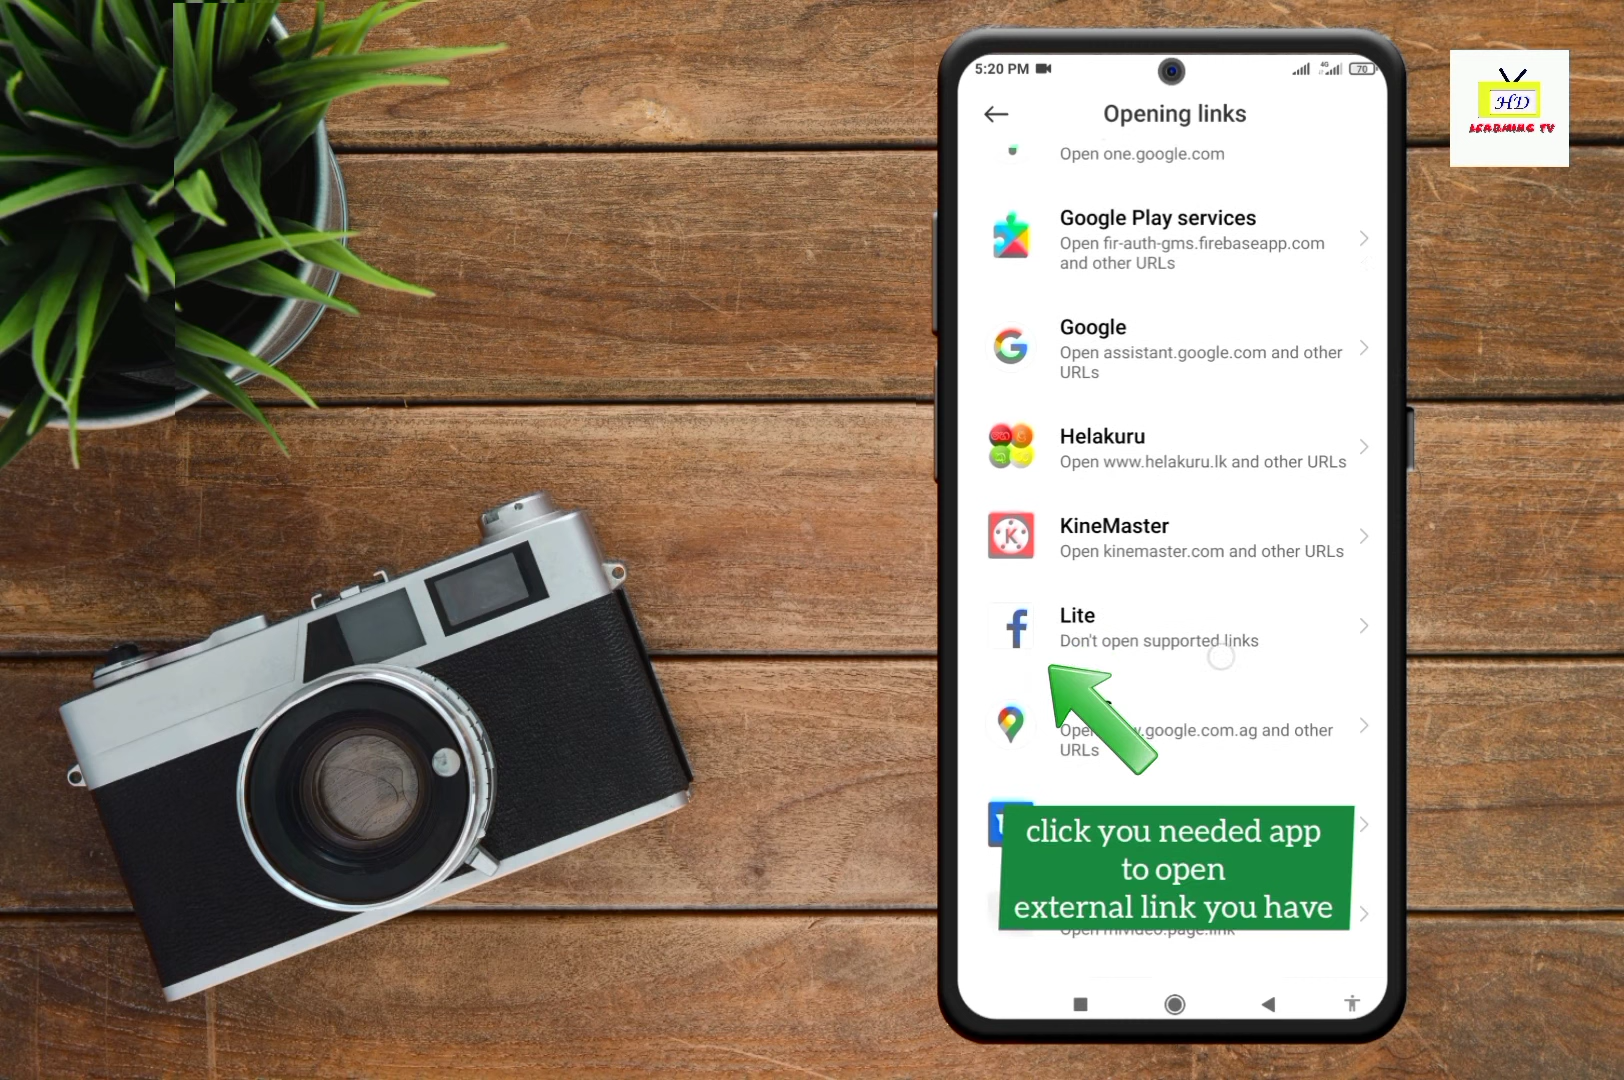 5:20 PM
4G
70
Opening links
Open one.google.com
Google Play services
Open fir-auth-gms.firebaseapp.com
and other URLs
Google
Open assistant.google.com and other
URLs
Helakuru
Open www.helakuru.lk and other URLs
KineMaster
Open kinemaster.com and other URLs
Lite
Don't open supported links
.google.com.ag and other
URLs
click you needed app
to open
external link you have
Open mivideo.page.link
HD
LEARNING TV